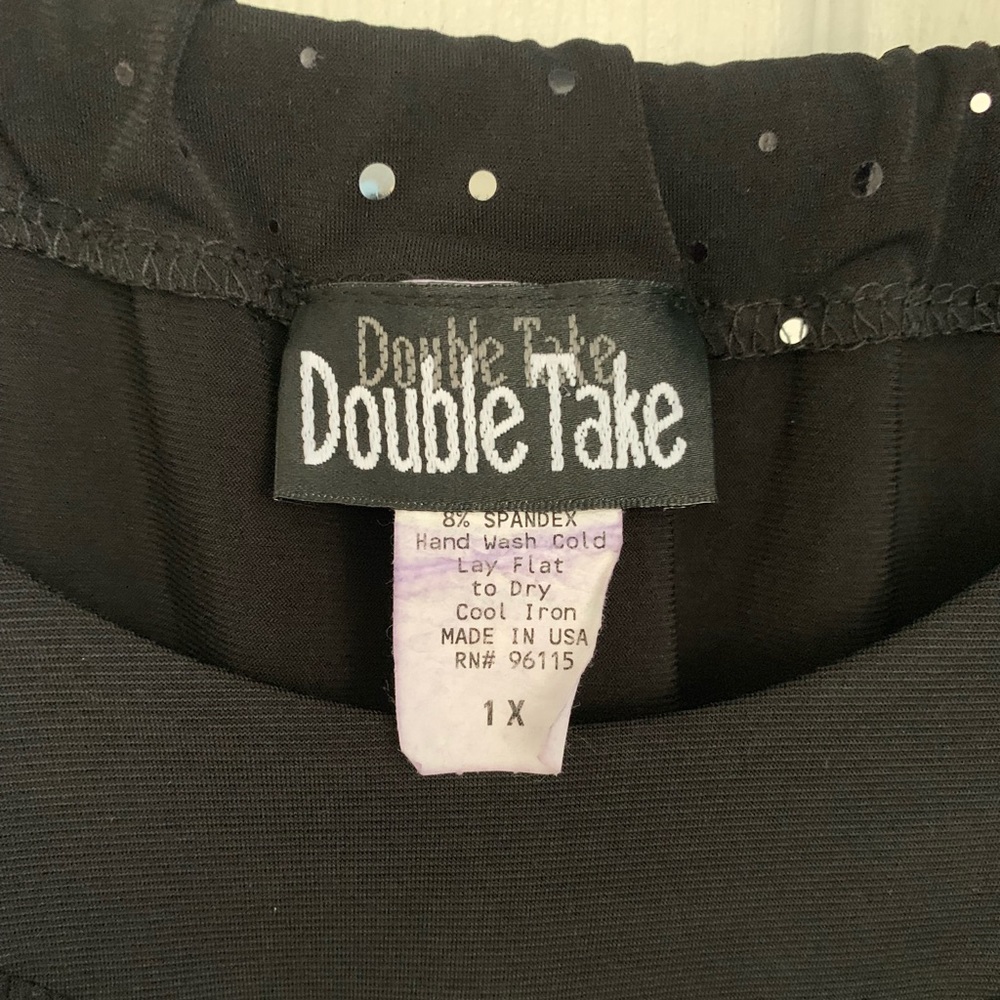 Double Take
Double Take
8% SPANDEX
Hand Wash Cold
Lay Flat
to Dry
Cool Iron
MADE IN USA
RN# 96115
1X